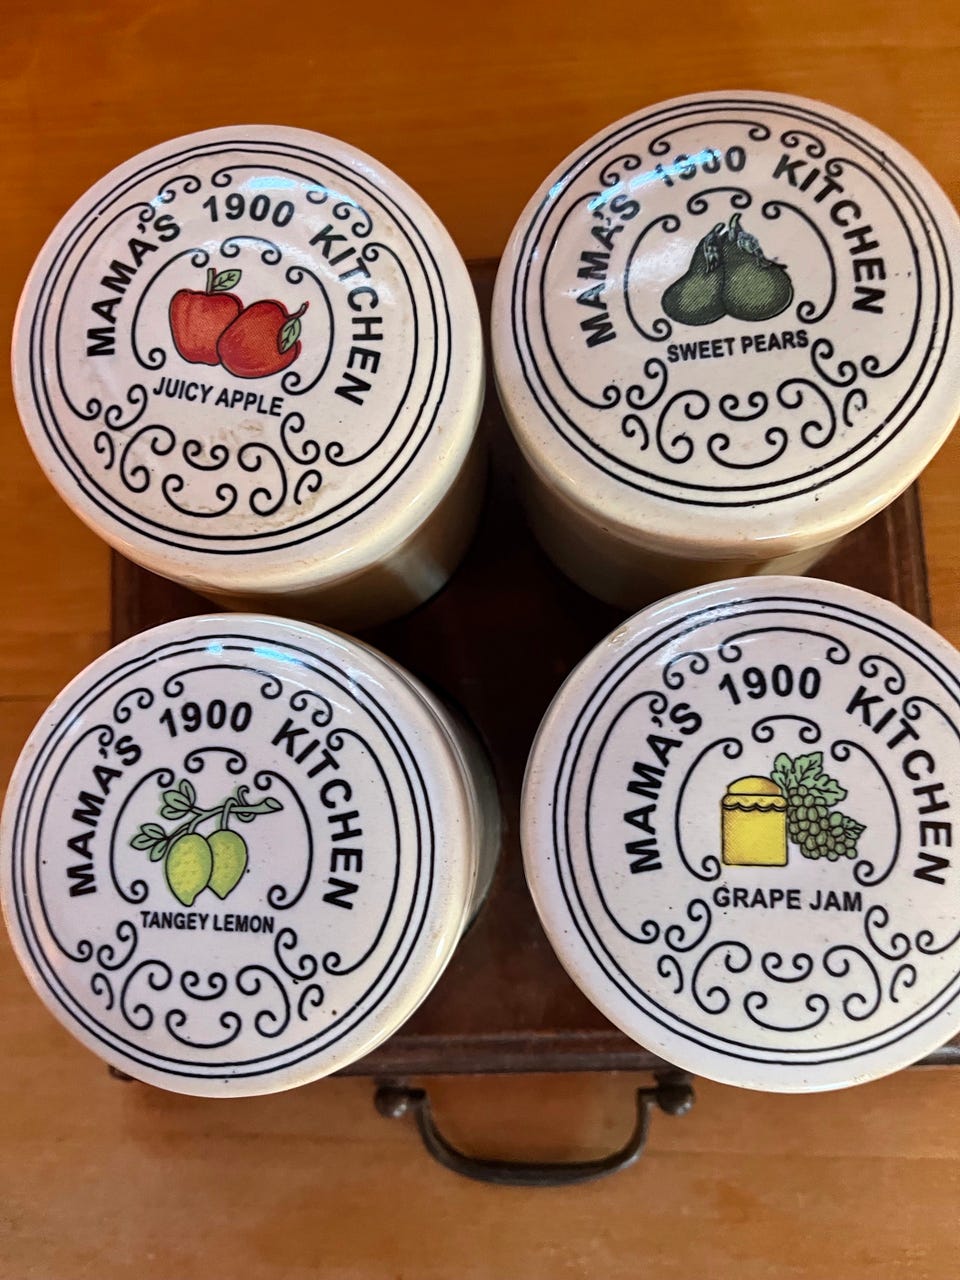 MAMA'S 1900 KITCHEN
JUICY APPLE
MAMA'S 1900 KITCHEN
SWEET PEARS
MAMA'S 1900 KITCHEN
TANGEY LEMON
MAMA'S 1900 KITCHEN
GRAPE JAM